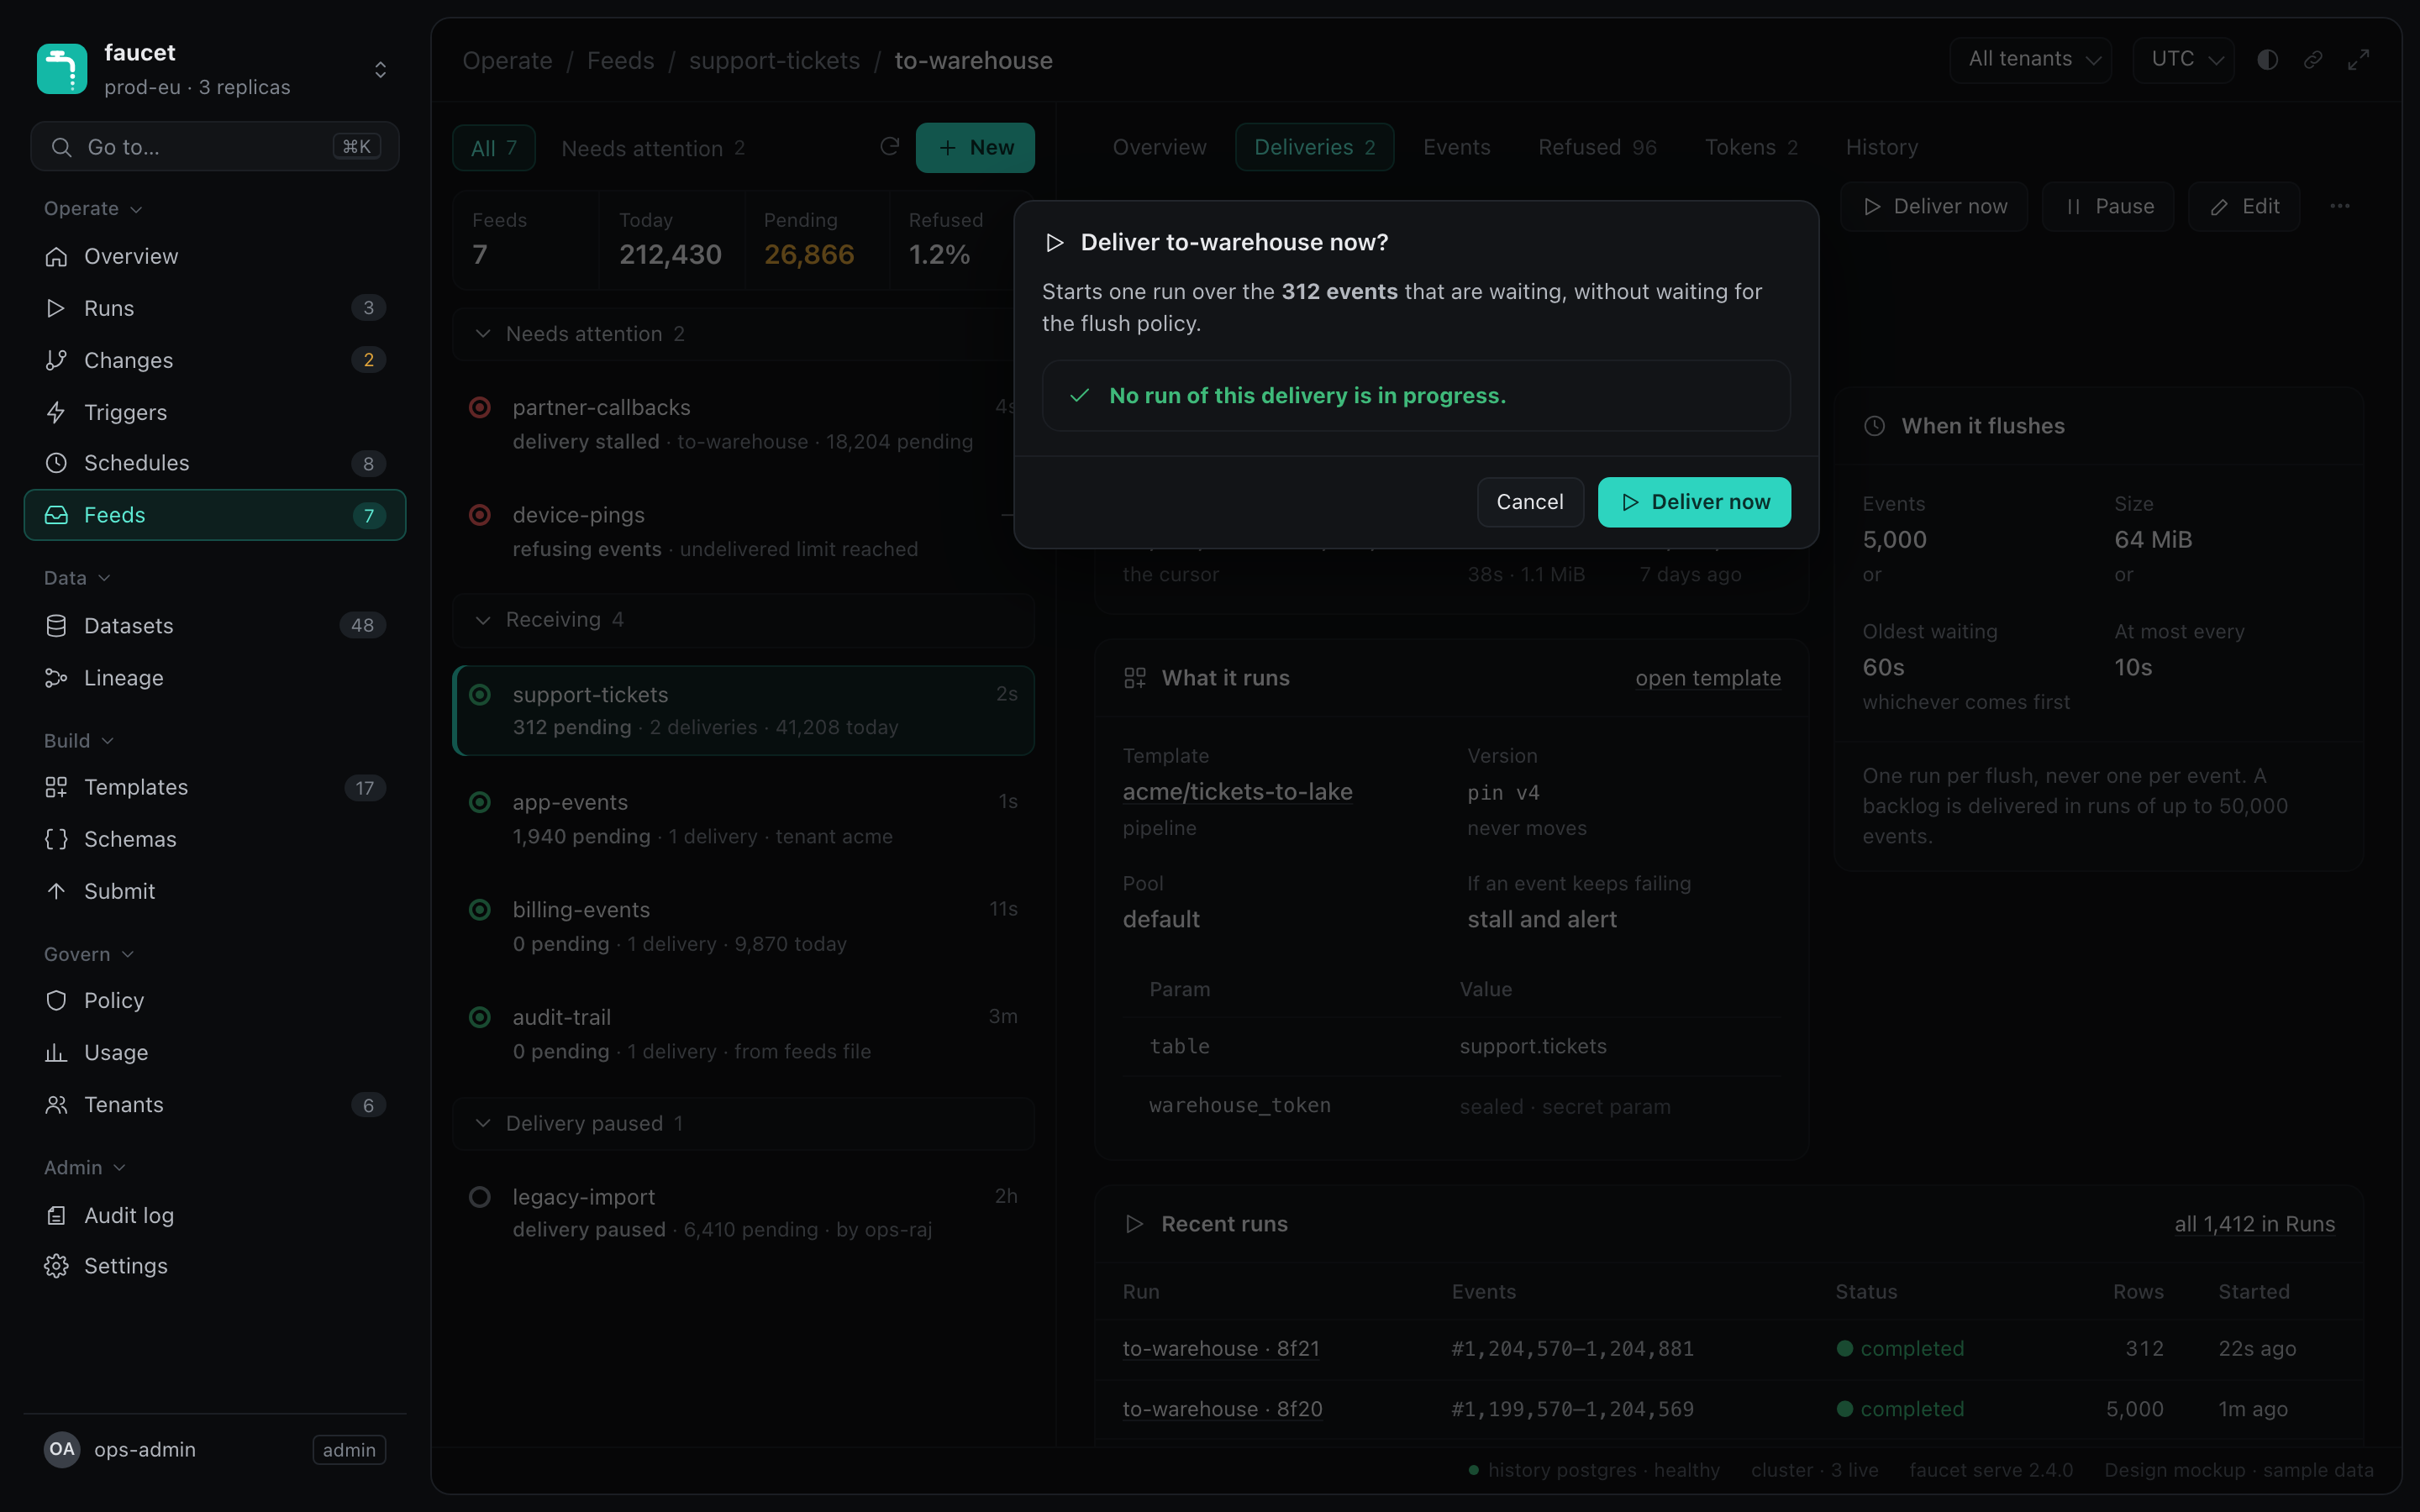 faucet
prod-eu · 3 replicas
Go to...
⌘K
Operate
Overview
Runs 3
Changes 2
Triggers
Schedules 8
Feeds 7
Data
Datasets 48
Lineage
Build
Templates 17
Schemas
Submit
Govern
Policy
Usage
Tenants 6
Admin
Audit log
Settings
OA ops-admin admin
Operate / Feeds / support-tickets / to-warehouse
All tenants
UTC
All 7
Needs attention 2
New
Feeds
7
Today
212,430
Pending
26,866
Refused
1.2%
Needs attention 2
partner-callbacks
delivery stalled · to-warehouse · 18,204 pending
device-pings
refusing events · undelivered limit reached
Receiving 4
support-tickets 2s
312 pending · 2 deliveries · 41,208 today
app-events 1s
1,940 pending · 1 delivery · tenant acme
billing-events 11s
0 pending · 1 delivery · 9,870 today
audit-trail 3m
0 pending · 1 delivery · from feeds file
Delivery paused 1
legacy-import 2h
delivery paused · 6,410 pending · by ops-raj
Overview
Deliveries 2
Events
Refused 96
Tokens 2
History
Deliver now
Pause
Edit
Deliver to-warehouse now?
Starts one run over the 312 events that are waiting, without waiting for
the flush policy.
No run of this delivery is in progress.
Cancel
Deliver now
the cursor
38s · 1.1 MiB
7 days ago
What it runs
open template
Template
acme/tickets-to-lake
pipeline
Version
pin v4
never moves
Pool
default
If an event keeps failing
stall and alert
Param Value
table support.tickets
warehouse_token sealed · secret param
When it flushes
Events
5,000
or
Size
64 MiB
or
Oldest waiting
60s
whichever comes first
At most every
10s
One run per flush, never one per event. A
backlog is delivered in runs of up to 50,000
events.
Recent runs
all 1,412 in Runs
Run Events Status Rows Started
to-warehouse · 8f21 #1,204,570–1,204,881 completed 312 22s ago
to-warehouse · 8f20 #1,199,570–1,204,569 completed 5,000 1m ago
history postgres · healthy
cluster · 3 live
faucet serve 2.4.0
Design mockup · sample data